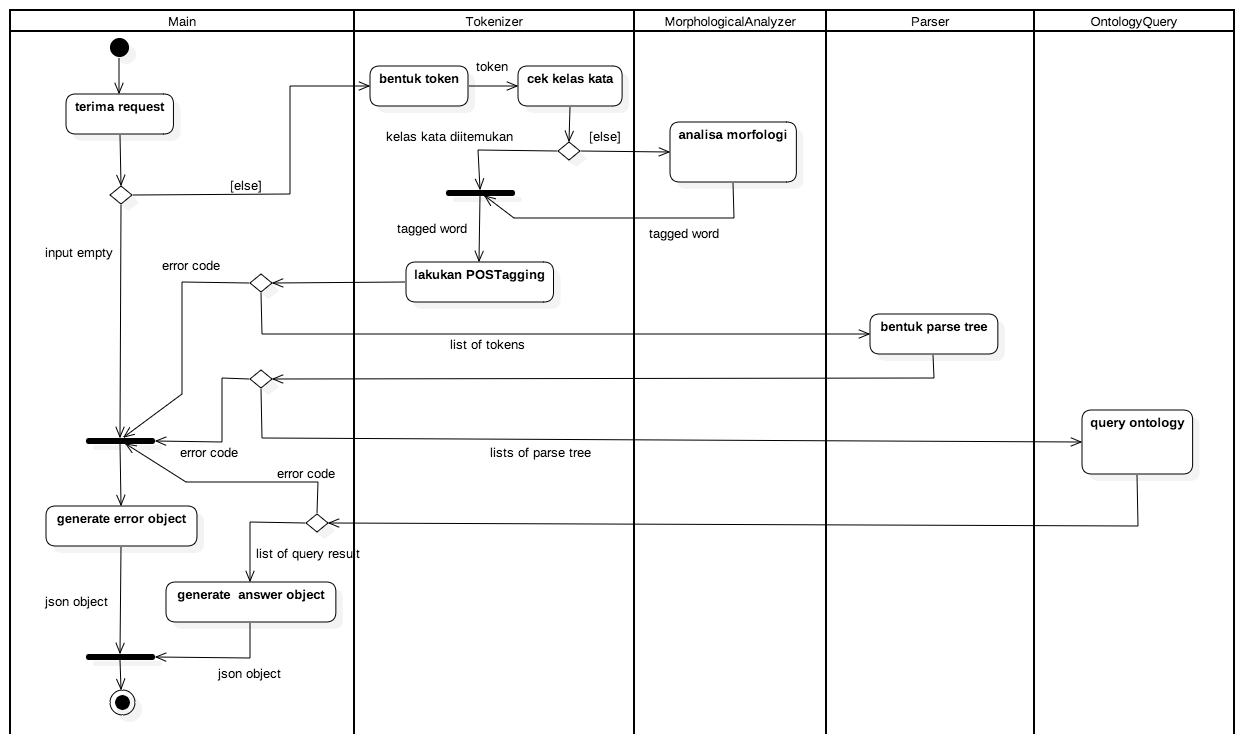 Main
Tokenizer
MorphologicalAnalyzer
Parser
OntologyQuery
terima request
bentuk token
token
cek kelas kata
kelas kata diitemukan
[else]
analisa morfologi
[else]
tagged word
tagged word
input empty
error code
lakukan POSTagging
list of tokens
bentuk parse tree
error code
lists of parse tree
query ontology
error code
generate error object
list of query result
generate  answer object
json object
json object